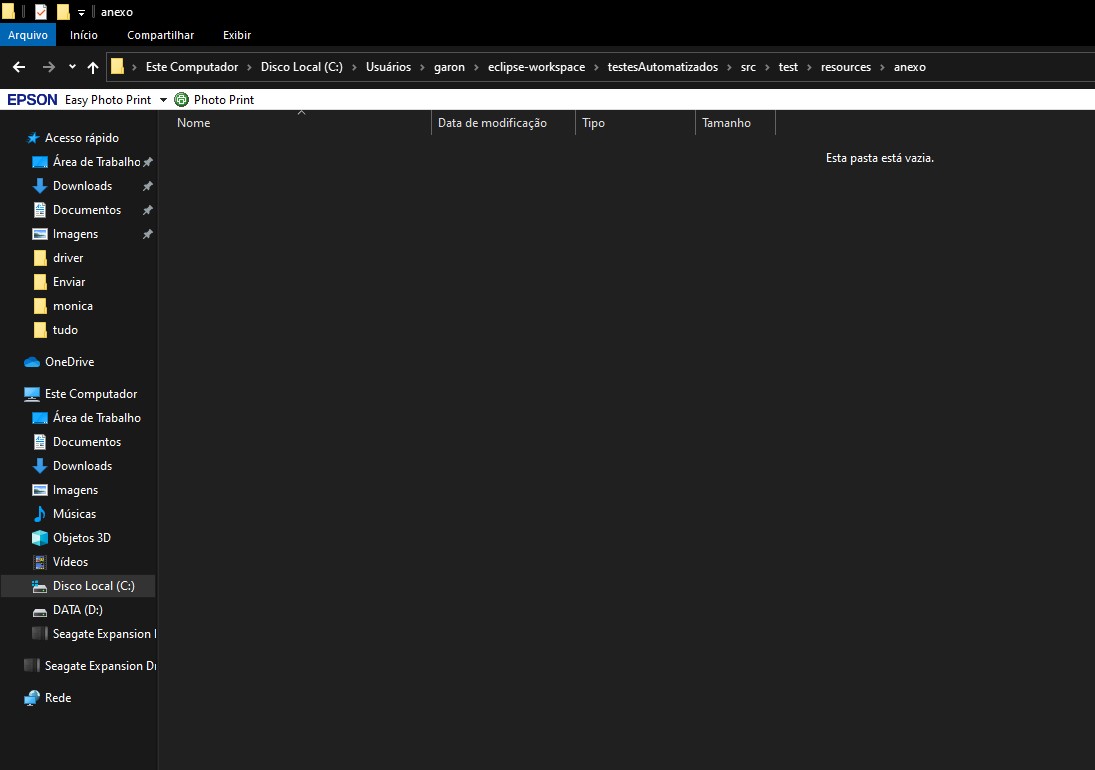 anexo
Arquivo Início Compartilhar Exibir
Este Computador > Disco Local (C:) > Usuários > garon > eclipse-workspace > testesAutomatizados > src > test > resources > anexo
EPSON Easy Photo Print Photo Print
Nome Data de modificação Tipo Tamanho
Esta pasta está vazia.
Acesso rápido
Área de Trabalho
Downloads
Documentos
Imagens
driver
Enviar
monica
tudo
OneDrive
Este Computador
Área de Trabalho
Documentos
Downloads
Imagens
Músicas
Objetos 3D
Vídeos
Disco Local (C:)
DATA (D:)
Seagate Expansion
Seagate Expansion Dr
Rede